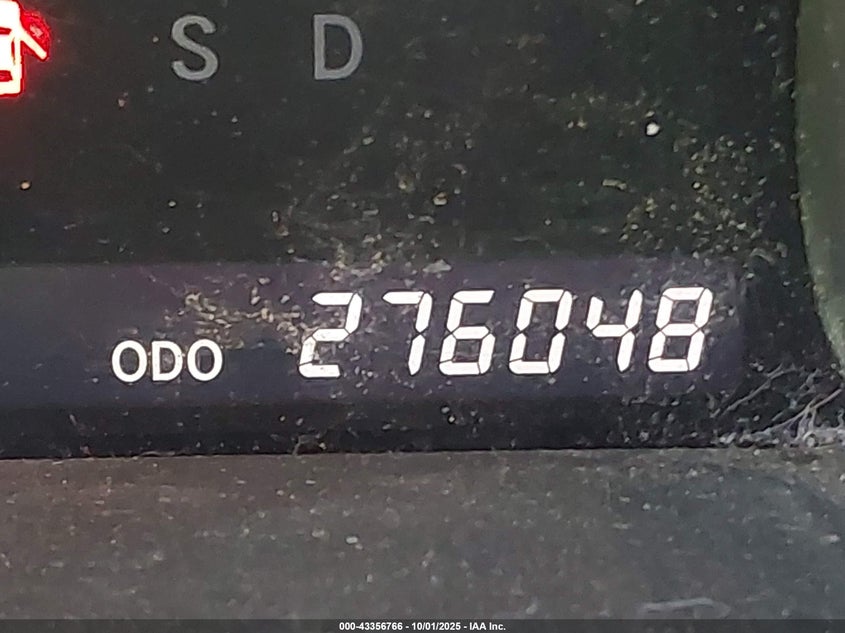 S D
ODO 276048
000-43356766 - 10/01/2025 - IAA Inc.